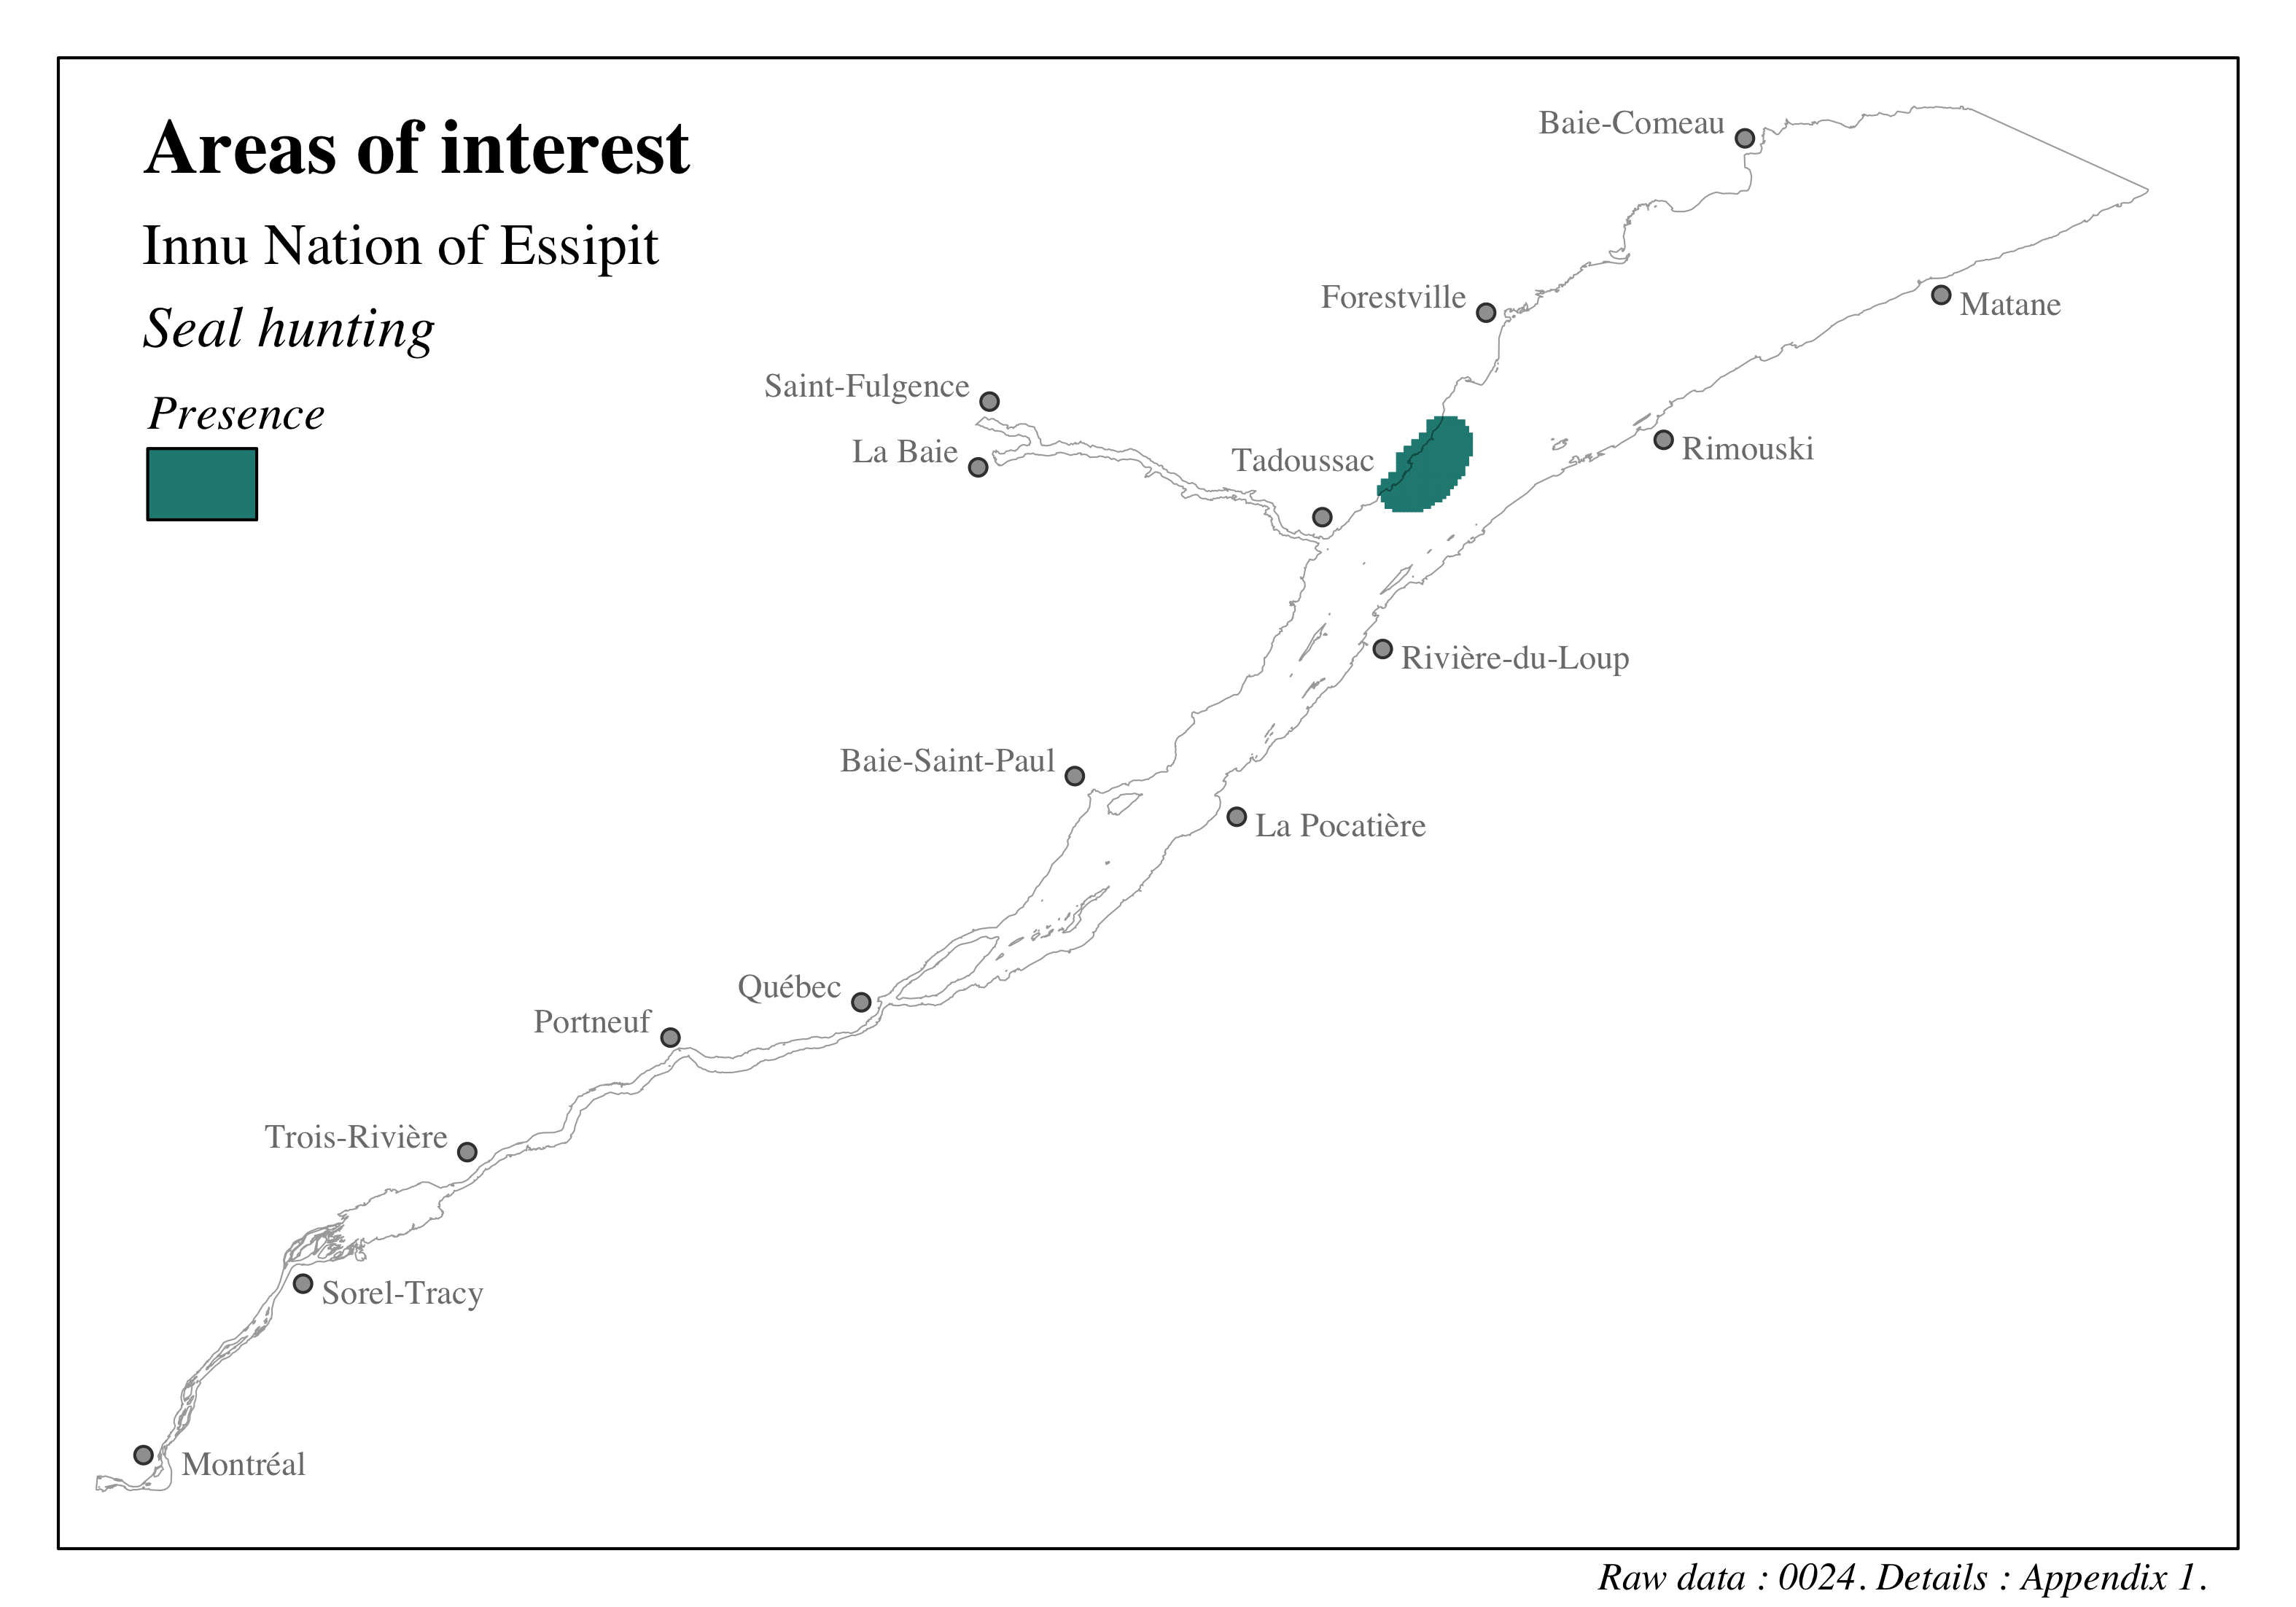 Areas of interest
Innu Nation of Essipit
Seal hunting
Presence
Baie-Comeau
Forestville
Matane
Saint-Fulgence
La Baie
Tadoussac
Rimouski
Rivière-du-Loup
Baie-Saint-Paul
La Pocatière
Québec
Portneuf
Trois-Rivière
Sorel-Tracy
Montréal
Raw data : 0024. Details : Appendix 1.